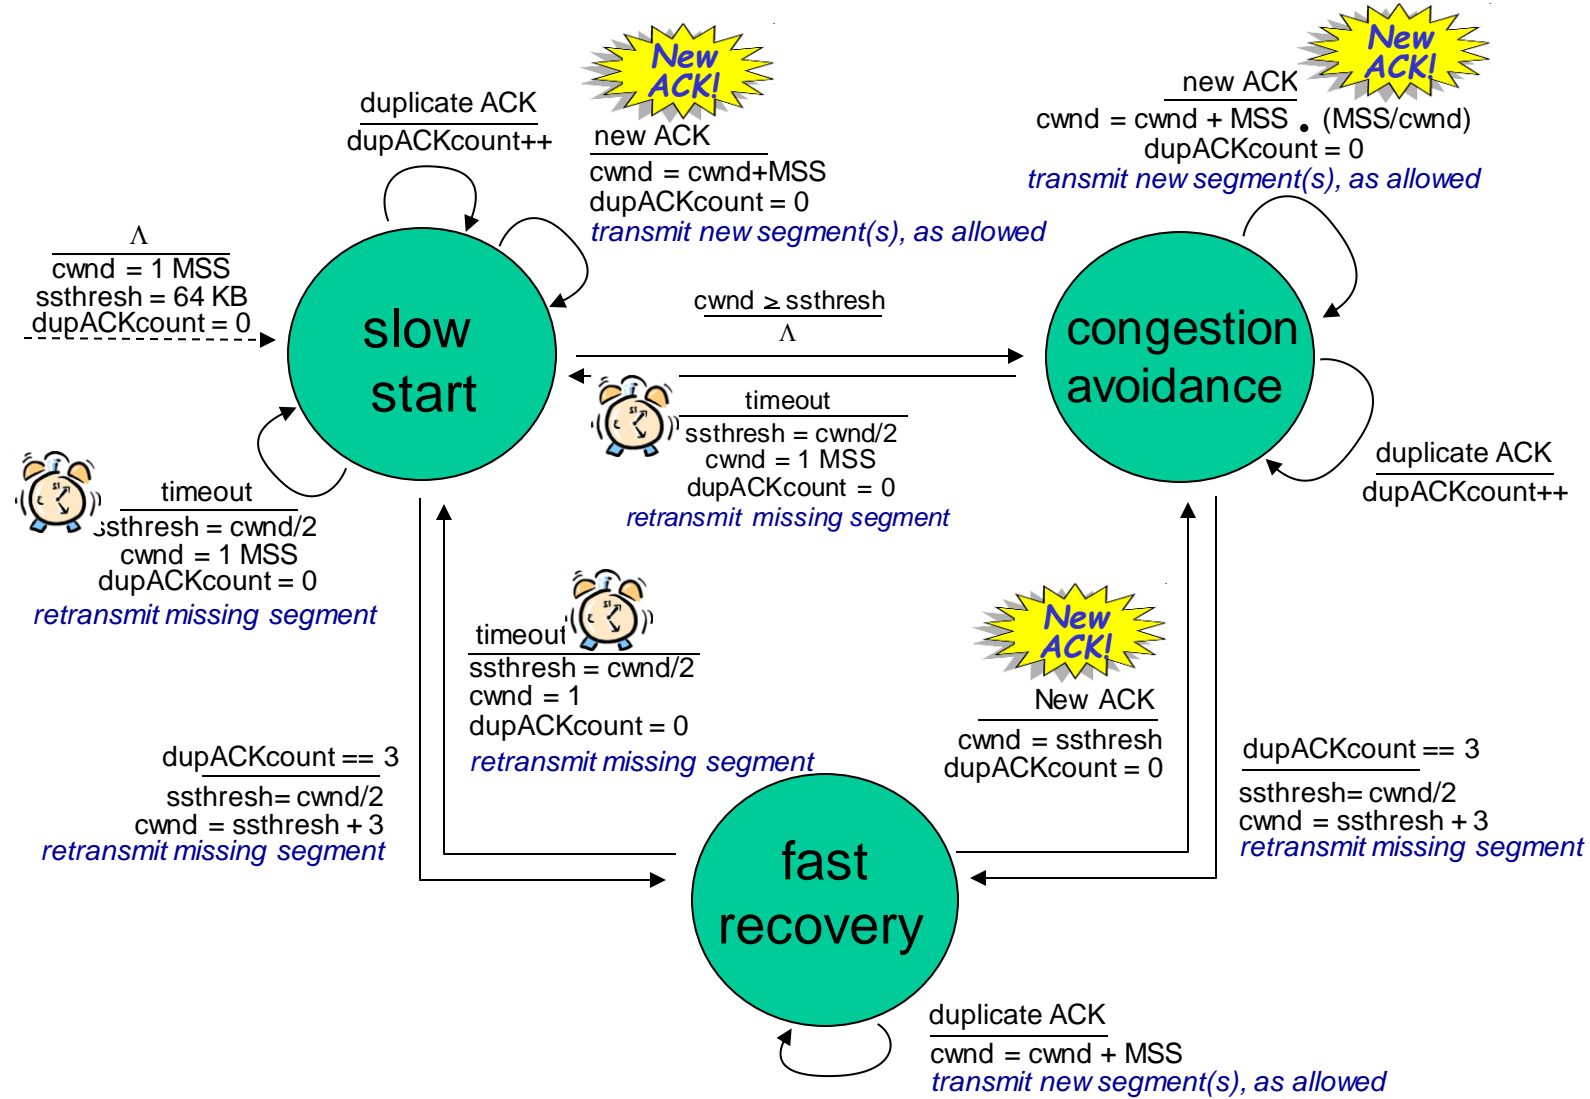 New
ACK!
duplicate ACK
dupACKcount++
new ACK
cwnd = cwnd+MSS
dupACKcount = 0
transmit new segment(s), as allowed
New
ACK!
new ACK
cwnd = cwnd + MSS • (MSS/cwnd)
dupACKcount = 0
transmit new segment(s), as allowed
Λ
cwnd = 1 MSS
ssthresh = 64 KB
dupACKcount = 0
slow
start
cwnd ≥ ssthresh
Λ
congestion
avoidance
timeout
ssthresh = cwnd/2
cwnd = 1 MSS
dupACKcount = 0
retransmit missing segment
duplicate ACK
dupACKcount++
timeout
ssthresh = cwnd/2
cwnd = 1 MSS
dupACKcount = 0
retransmit missing segment
timeout
ssthresh = cwnd/2
cwnd = 1
dupACKcount = 0
retransmit missing segment
New
ACK!
New ACK
cwnd = ssthresh
dupACKcount = 0
dupACKcount == 3
ssthresh= cwnd/2
cwnd = ssthresh + 3
retransmit missing segment
dupACKcount == 3
ssthresh= cwnd/2
cwnd = ssthresh + 3
retransmit missing segment
fast
recovery
duplicate ACK
cwnd = cwnd + MSS
transmit new segment(s), as allowed